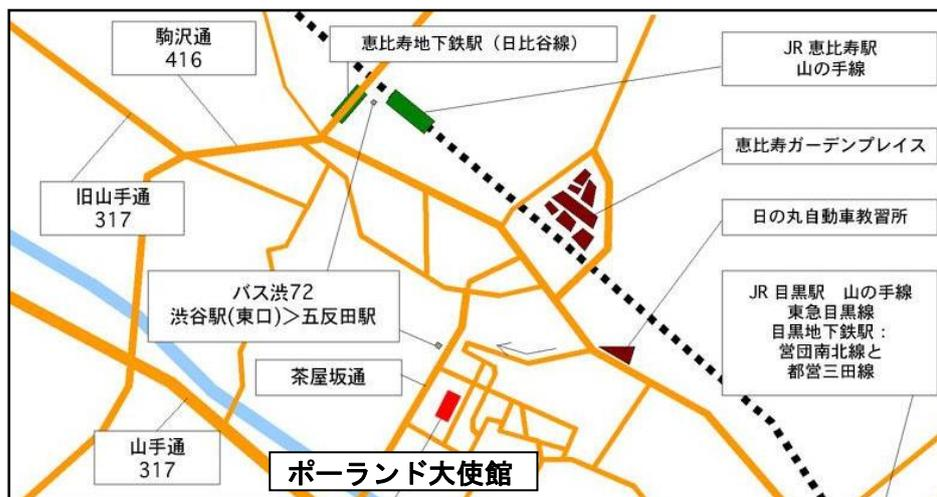 駒沢通
416
恵比寿地下鉄駅（日比谷線）
JR 恵比寿駅
山の手線
恵比寿ガーデンプレイス
旧山手通
317
日の丸自動車教習所
バス渋72
渋谷駅(東口)>五反田駅
JR 目黒駅　山の手線
東急目黒線
目黒地下鉄駅：
営団南北線と
都営三田線
茶屋坂通
山手通
317
ポーランド大使館